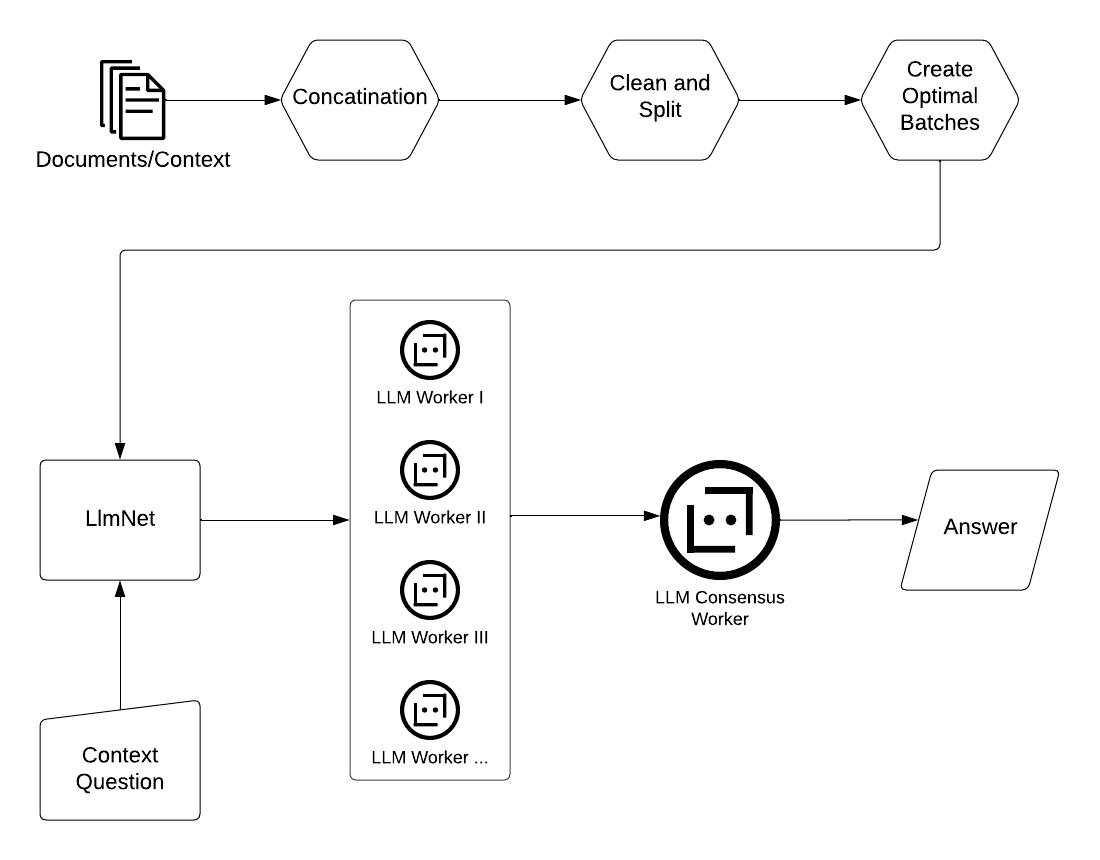 Documents/Context
Concatination
Clean and
Split
Create
Optimal
Batches
LLM Worker I
LLM Worker II
LLM Worker III
LLM Worker ...
LlmNet
Context
Question
LLM Consensus
Worker
Answer